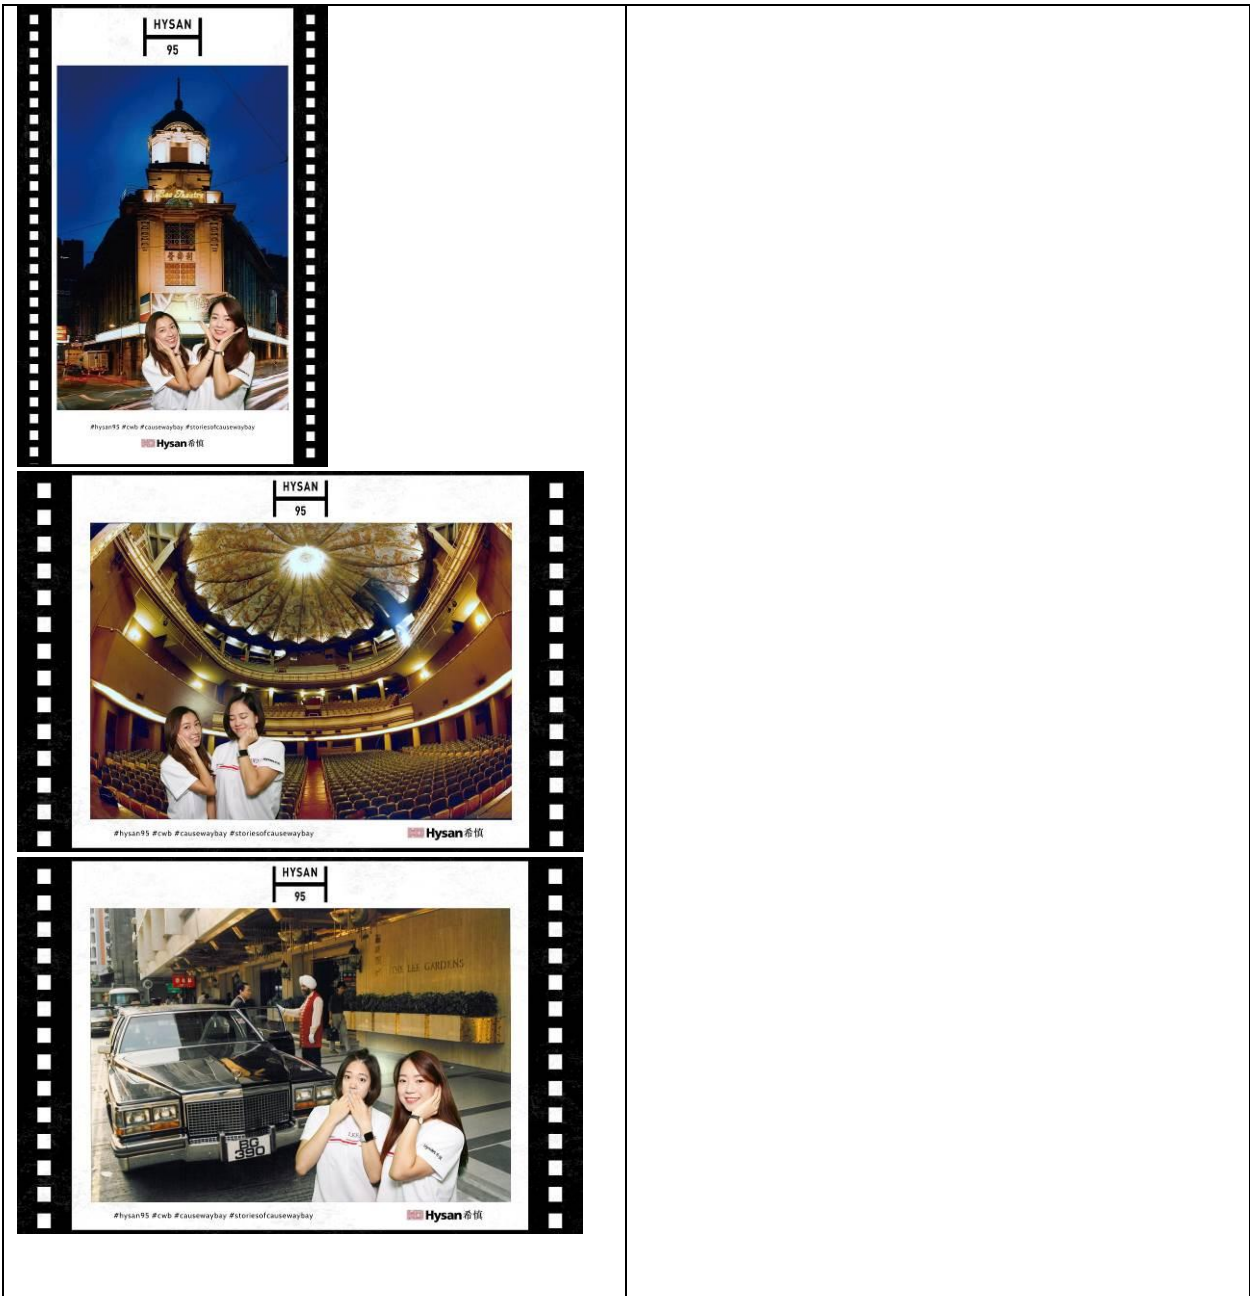 HYSAN
95
Lee Theatre
#hysan95 #cwb #causewaybay #storiesofcausewaybay
Hysan希慎
HYSAN
95
#hysan95 #cwb #causewaybay #storiesofcausewaybay
Hysan希慎
HYSAN
95
THE LEE GARDENS
BG
390
#hysan95 #cwb #causewaybay #storiesofcausewaybay
Hysan希慎